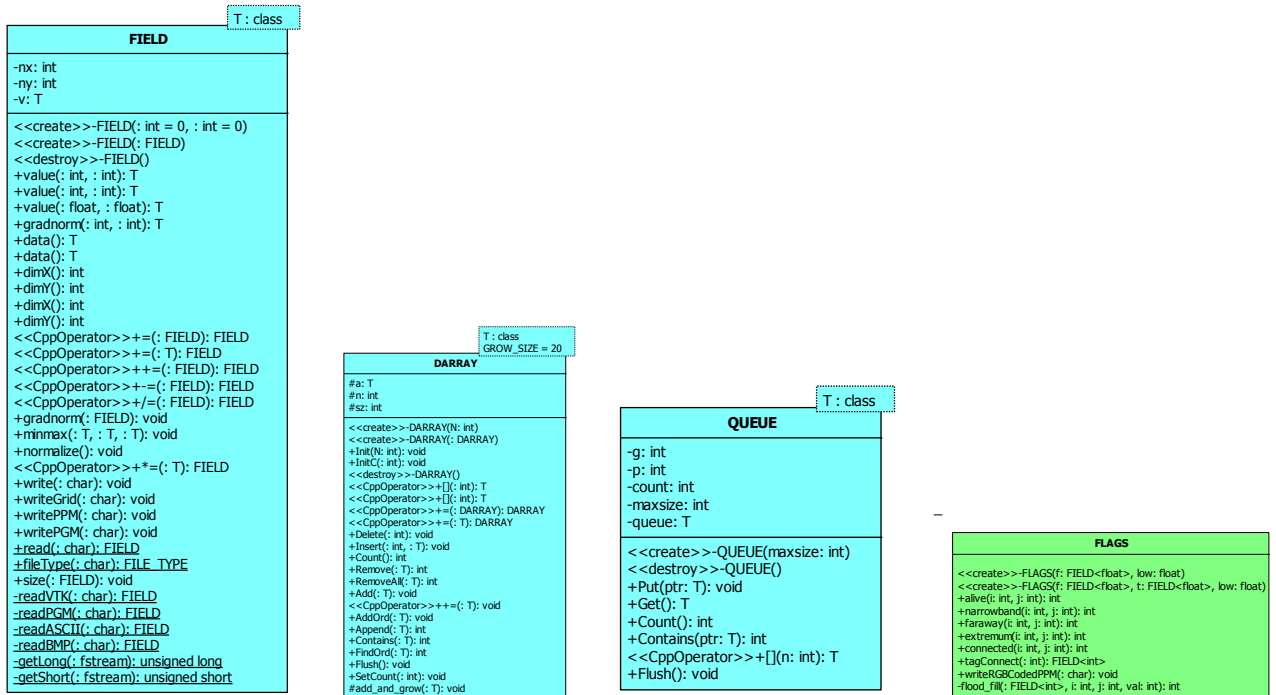 T : class
FIELD
-nx: int
-ny: int
-v: T
<<create>>-FIELD(: int = 0, : int = 0)
<<create>>-FIELD(: FIELD)
<<destroy>>-FIELD()
+value(: int, : int): T
+value(: int, : int): T
+value(: float, : float): T
+gradnorm(: int, : int): T
+data(): T
+data(): T
+dimX(): int
+dimY(): int
+dimX(): int
+dimY(): int
<<CppOperator>>+=(: FIELD): FIELD
<<CppOperator>>+=(: T): FIELD
<<CppOperator>>++=(: FIELD): FIELD
<<CppOperator>>+-=(: FIELD): FIELD
<<CppOperator>>+/=(: FIELD): FIELD
+gradnorm(: FIELD): void
+minmax(: T, : T, : T): void
+normalize(): void
<<CppOperator>>+*=(: T): FIELD
+write(: char): void
+writeGrid(: char): void
+writePPM(: char): void
+writePGM(: char): void
+read(: char): FIELD
+fileType(: char): FILE_TYPE
+size(: FIELD): void
-readVTK(: char): FIELD
-readPGM(: char): FIELD
-readASCII(: char): FIELD
-readBMP(: char): FIELD
-getLong(: fstream): unsigned long
-getShort(: fstream): unsigned short
T : class
GROW_SIZE = 20
DARRAY
#a: T
#n: int
#sz: int
<<create>>-DARRAY(N: int)
<<create>>-DARRAY(: DARRAY)
+Init(N: int): void
+InitC(: int): void
<<destroy>>-DARRAY()
<<CppOperator>>+[](: int): T
<<CppOperator>>+[](: int): T
<<CppOperator>>+=(: DARRAY): DARRAY
<<CppOperator>>+=(: T): DARRAY
+Delete(: int): void
+Insert(: int, : T): void
+Count(): int
+Remove(: T): int
+RemoveAll(: T): int
+Add(: T): void
<<CppOperator>>++=(: T): void
+AddOrd(: T): void
+Append(: T): int
+Contains(: T): int
+FindOrd(: T): int
+Flush(): void
+SetCount(: int): void
#add_and_grow(: T): void
T : class
QUEUE
-g: int
-p: int
-count: int
-maxsize: int
-queue: T
<<create>>-QUEUE(maxsize: int)
<<destroy>>-QUEUE()
+Put(ptr: T): void
+Get(): T
+Count(): int
+Contains(ptr: T): int
<<CppOperator>>+[](n: int): T
+Flush(): void
FLAGS
<<create>>-FLAGS(f: FIELD<float>, low: float)
<<create>>-FLAGS(f: FIELD<float>, t: FIELD<float>, low: float)
+alive(i: int, j: int): int
+narrowband(i: int, j: int): int
+faraway(i: int, j: int): int
+extremum(i: int, j: int): int
+connected(i: int, j: int): int
+tagConnect(: int): FIELD<int>
+writeRGBCodedPPM(: char): void
-flood_fill(: FIELD<int>, i: int, j: int, val: int): int